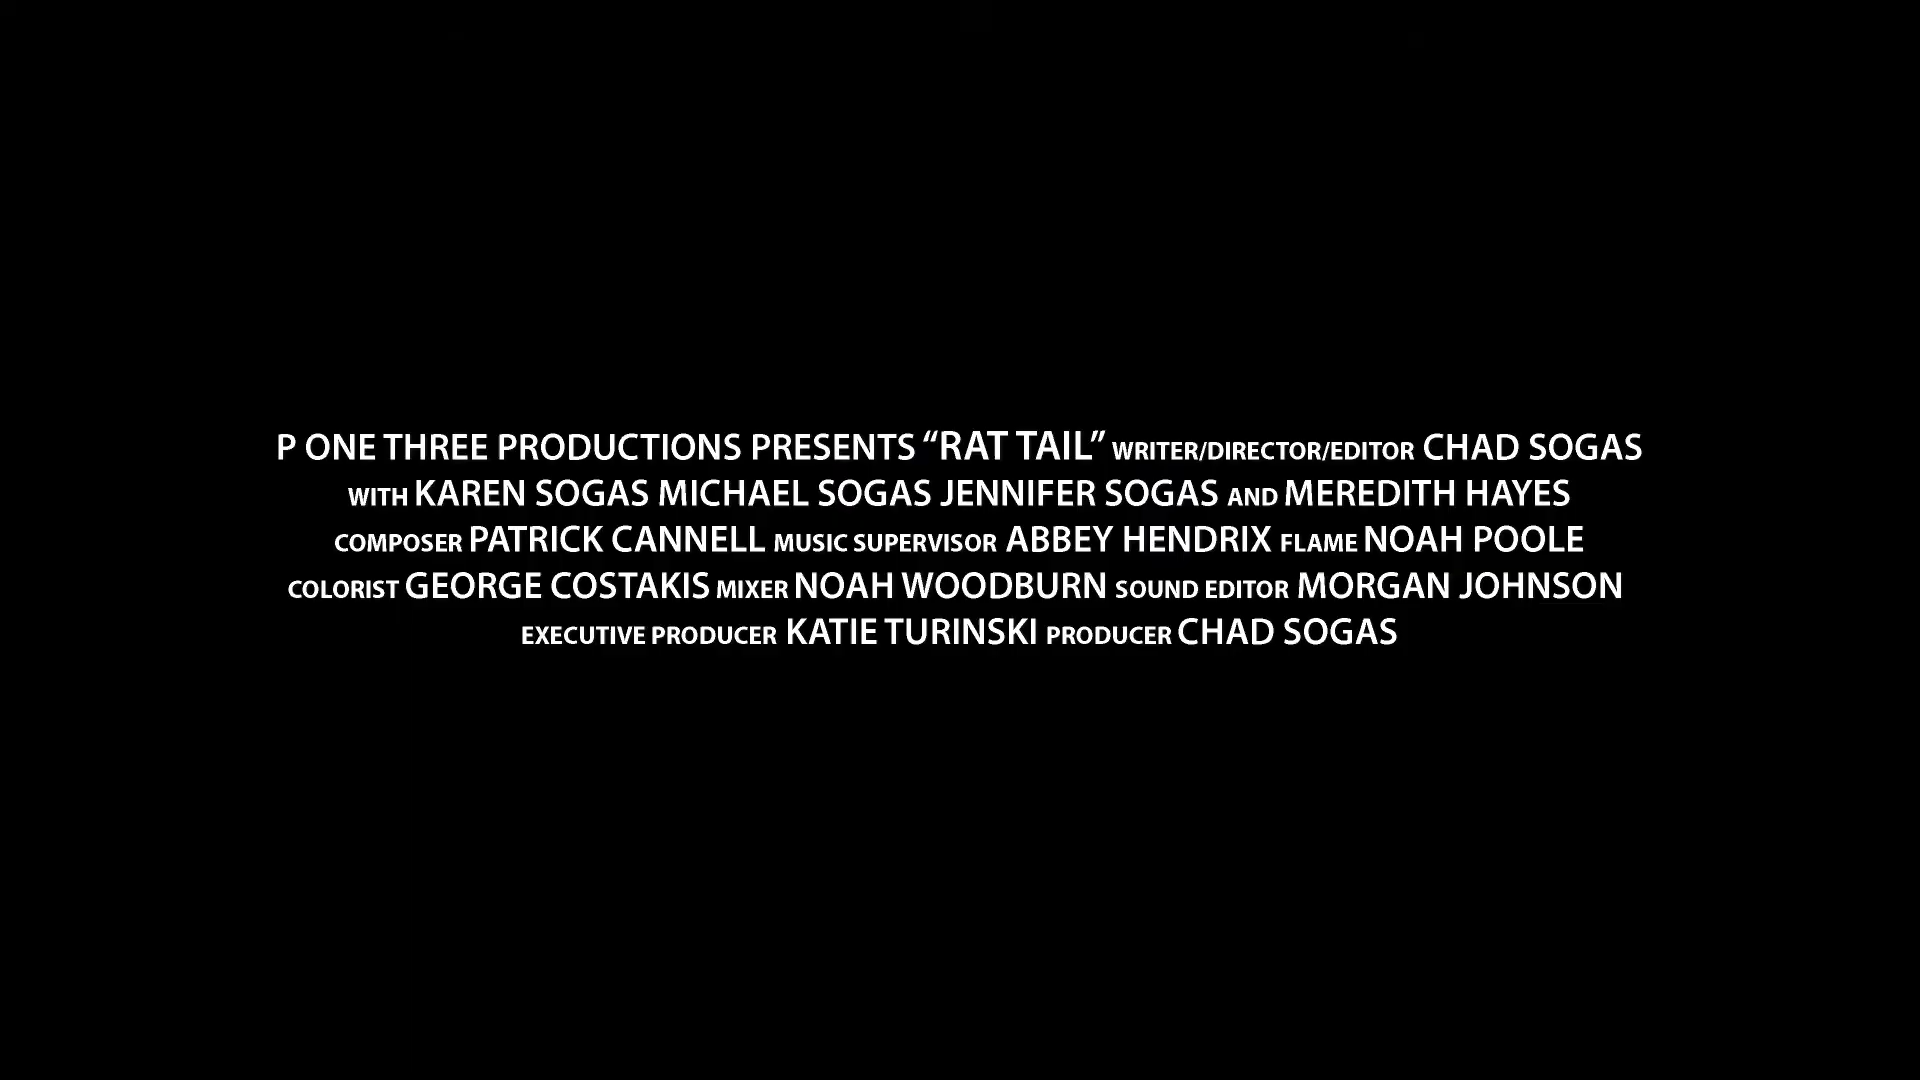 P ONE THREE PRODUCTIONS PRESENTS “RAT TAIL” WRITER/DIRECTOR/EDITOR CHAD SOGAS
WITH KAREN SOGAS MICHAEL SOGAS JENNIFER SOGAS AND MEREDITH HAYES
COMPOSER PATRICK CANNELL MUSIC SUPERVISOR ABBEY HENDRIX FLAME NOAH POOLE
COLORIST GEORGE COSTAKIS MIXER NOAH WOODBURN SOUND EDITOR MORGAN JOHNSON
EXECUTIVE PRODUCER KATIE TURINSKI PRODUCER CHAD SOGAS